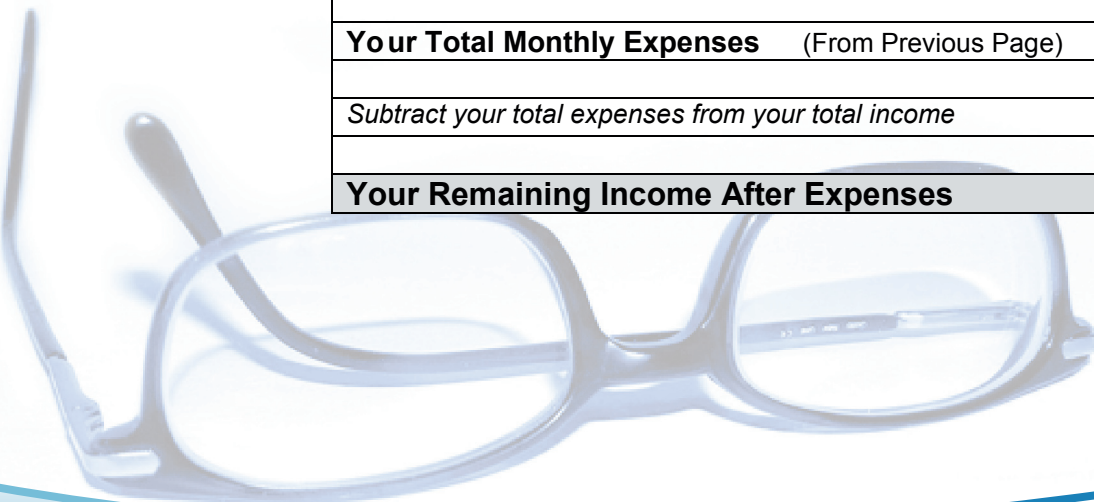 Your Total Monthly Expenses (From Previous Page)
Subtract your total expenses from your total income
Your Remaining Income After Expenses